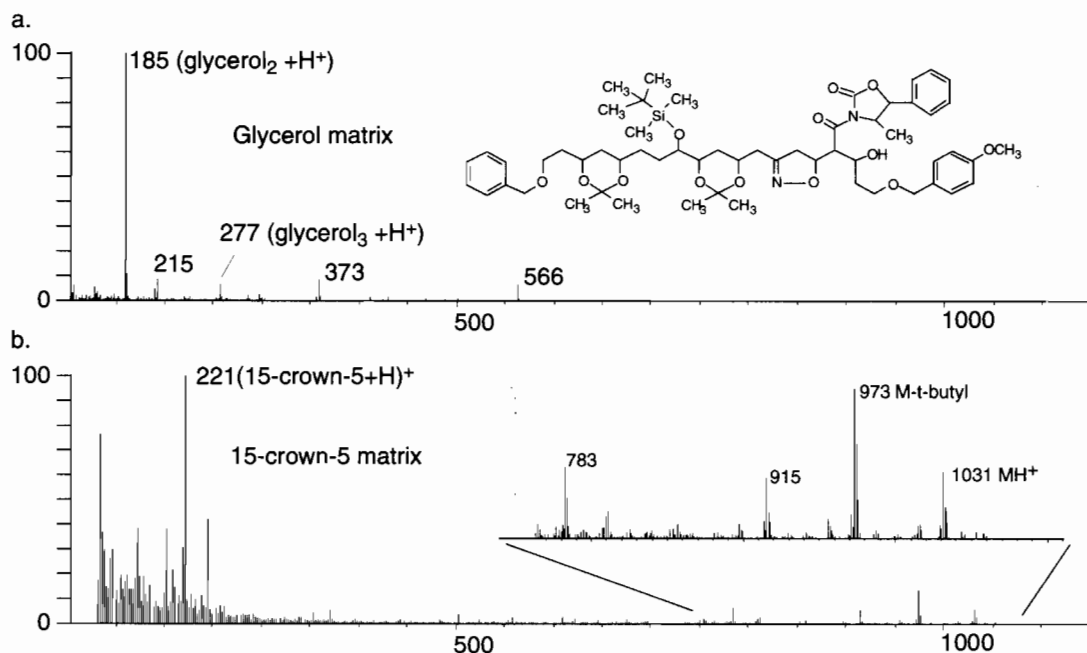 a.
100
185 (glycerol₂ +H⁺)
Glycerol matrix
277 (glycerol₃ +H⁺)
215
373
566
0
500
1000
CH₃
H₃C
CH₃
H₃C
Si
CH₃
CH₃
O
O
O
O
N
CH₃
O
OH
OCH₃
O
O
O
CH₃
CH₃
O
O
CH₃
CH₃
N
O
O
b.
100
221(15-crown-5+H)⁺
15-crown-5 matrix
783
915
973 M-t-butyl
1031 MH⁺
0
500
1000